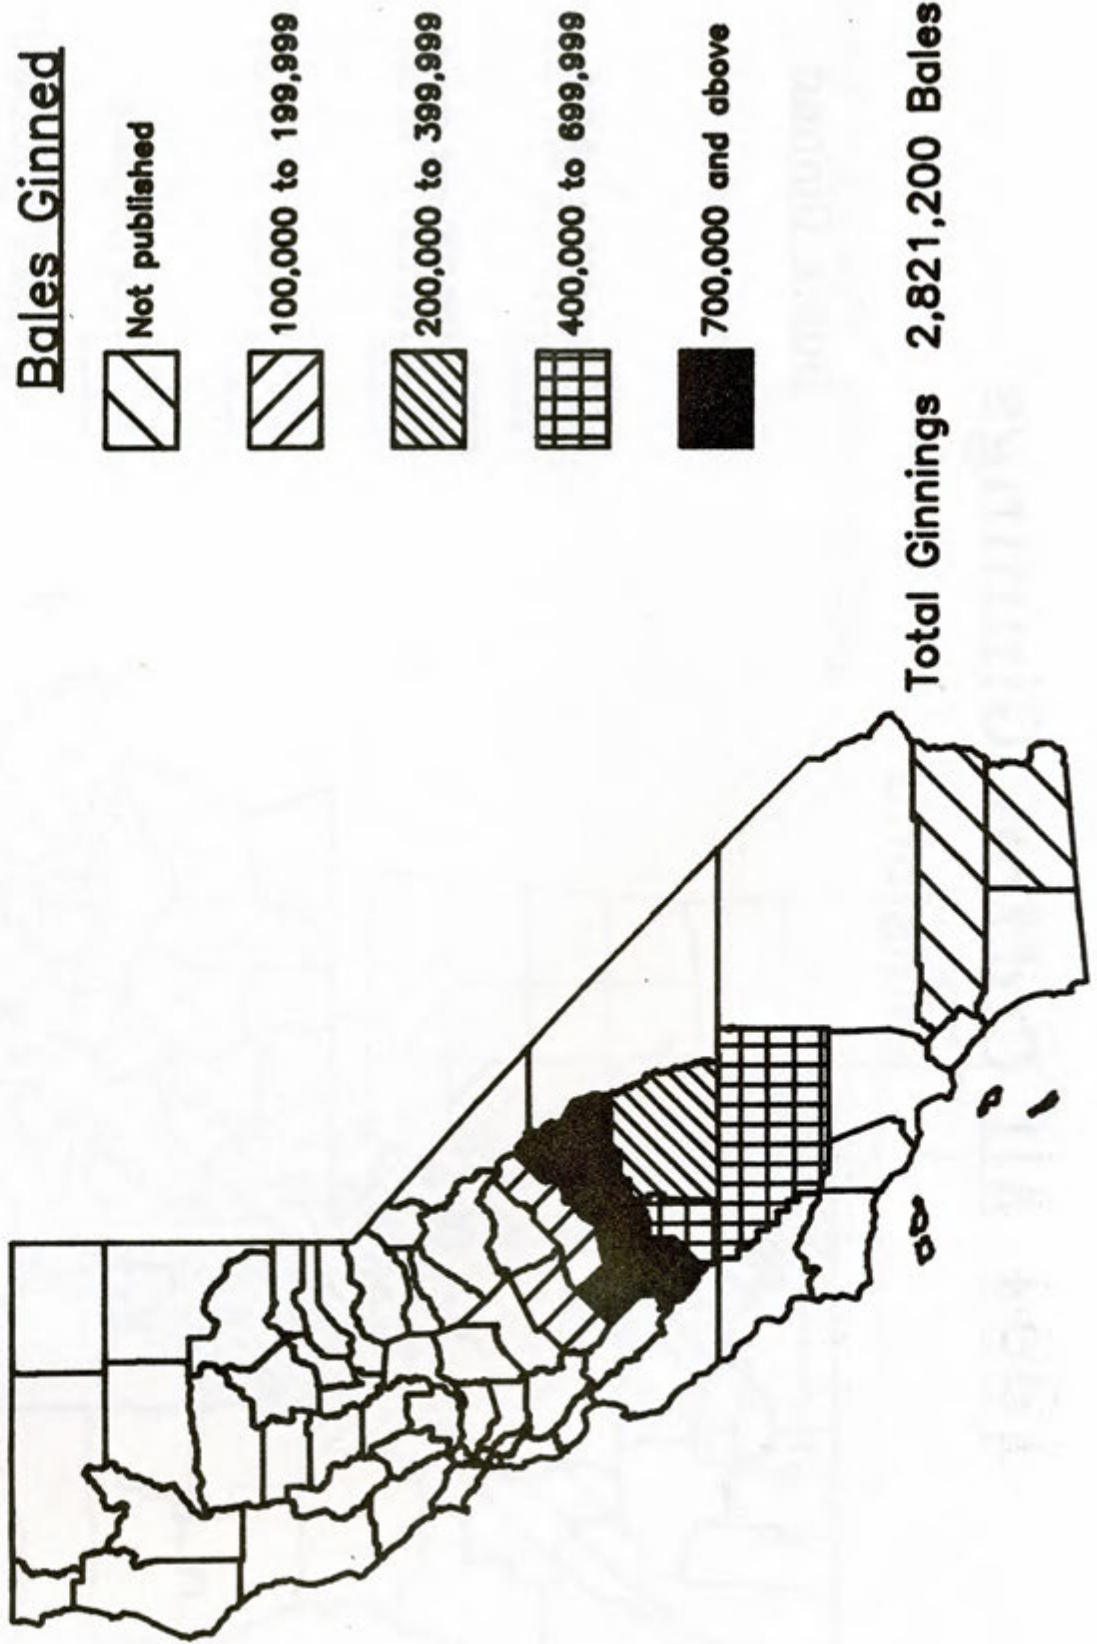 Bales Ginned
Not published
100,000 to 199,999
200,000 to 399,999
400,000 to 699,999
700,000 and above
Total Ginnings 2,821,200 Bales